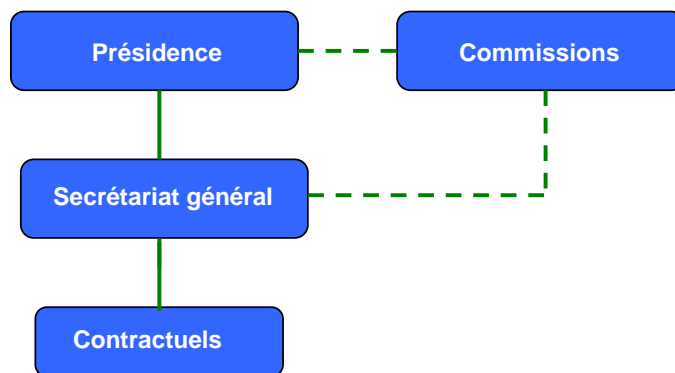 Présidence
Commissions
Secrétariat général
Contractuels